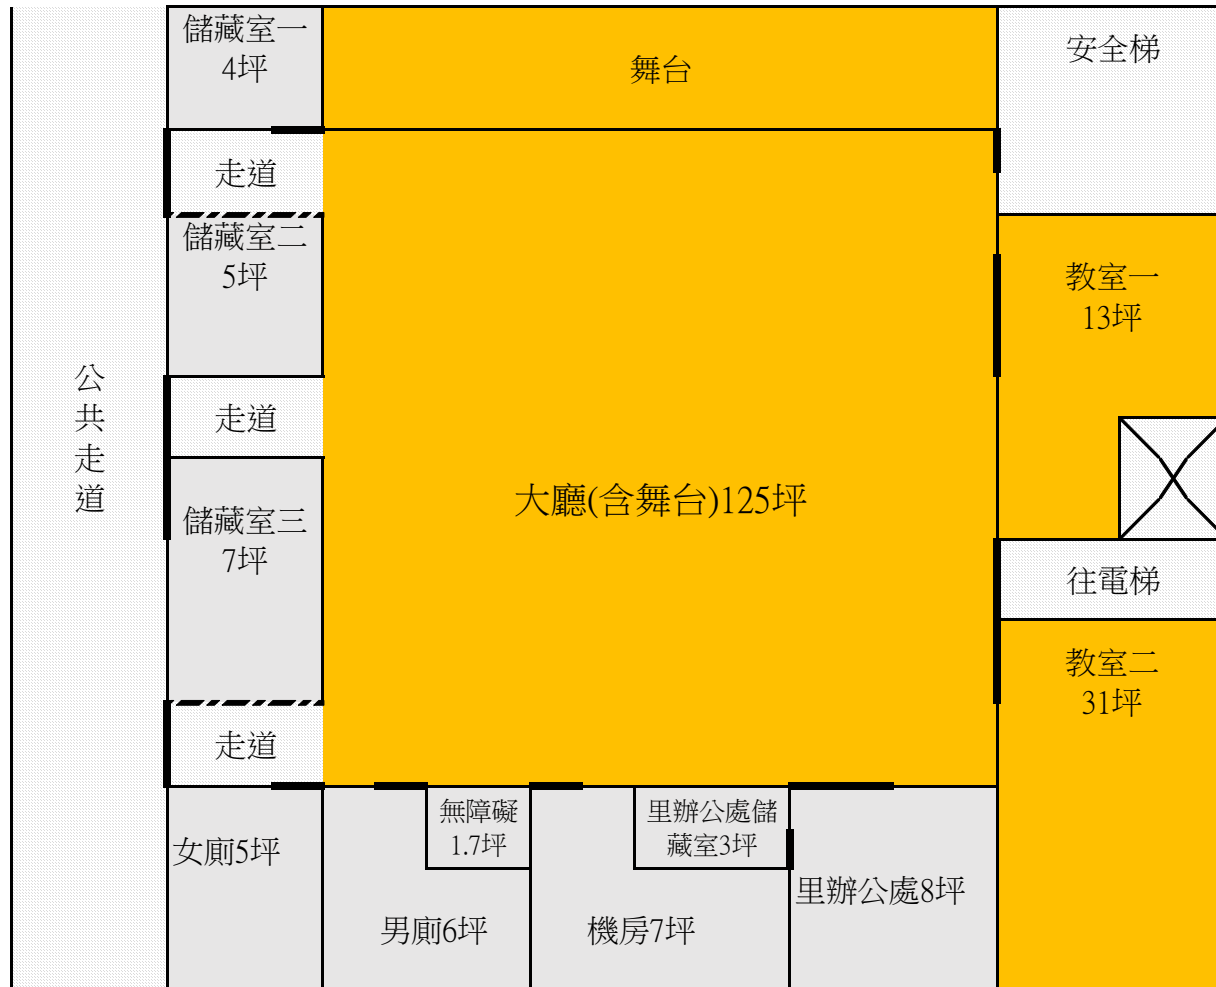 儲藏室一
4坪
舞台
安全梯
走道
儲藏室二
5坪
教室一
13坪
公
共
走
道
走道
大廳(含舞台)125坪
儲藏室三
7坪
往電梯
教室二
31坪
走道
無障礙
1.7坪
里辦公處儲
藏室3坪
女廁5坪
里辦公處8坪
男廁6坪
機房7坪